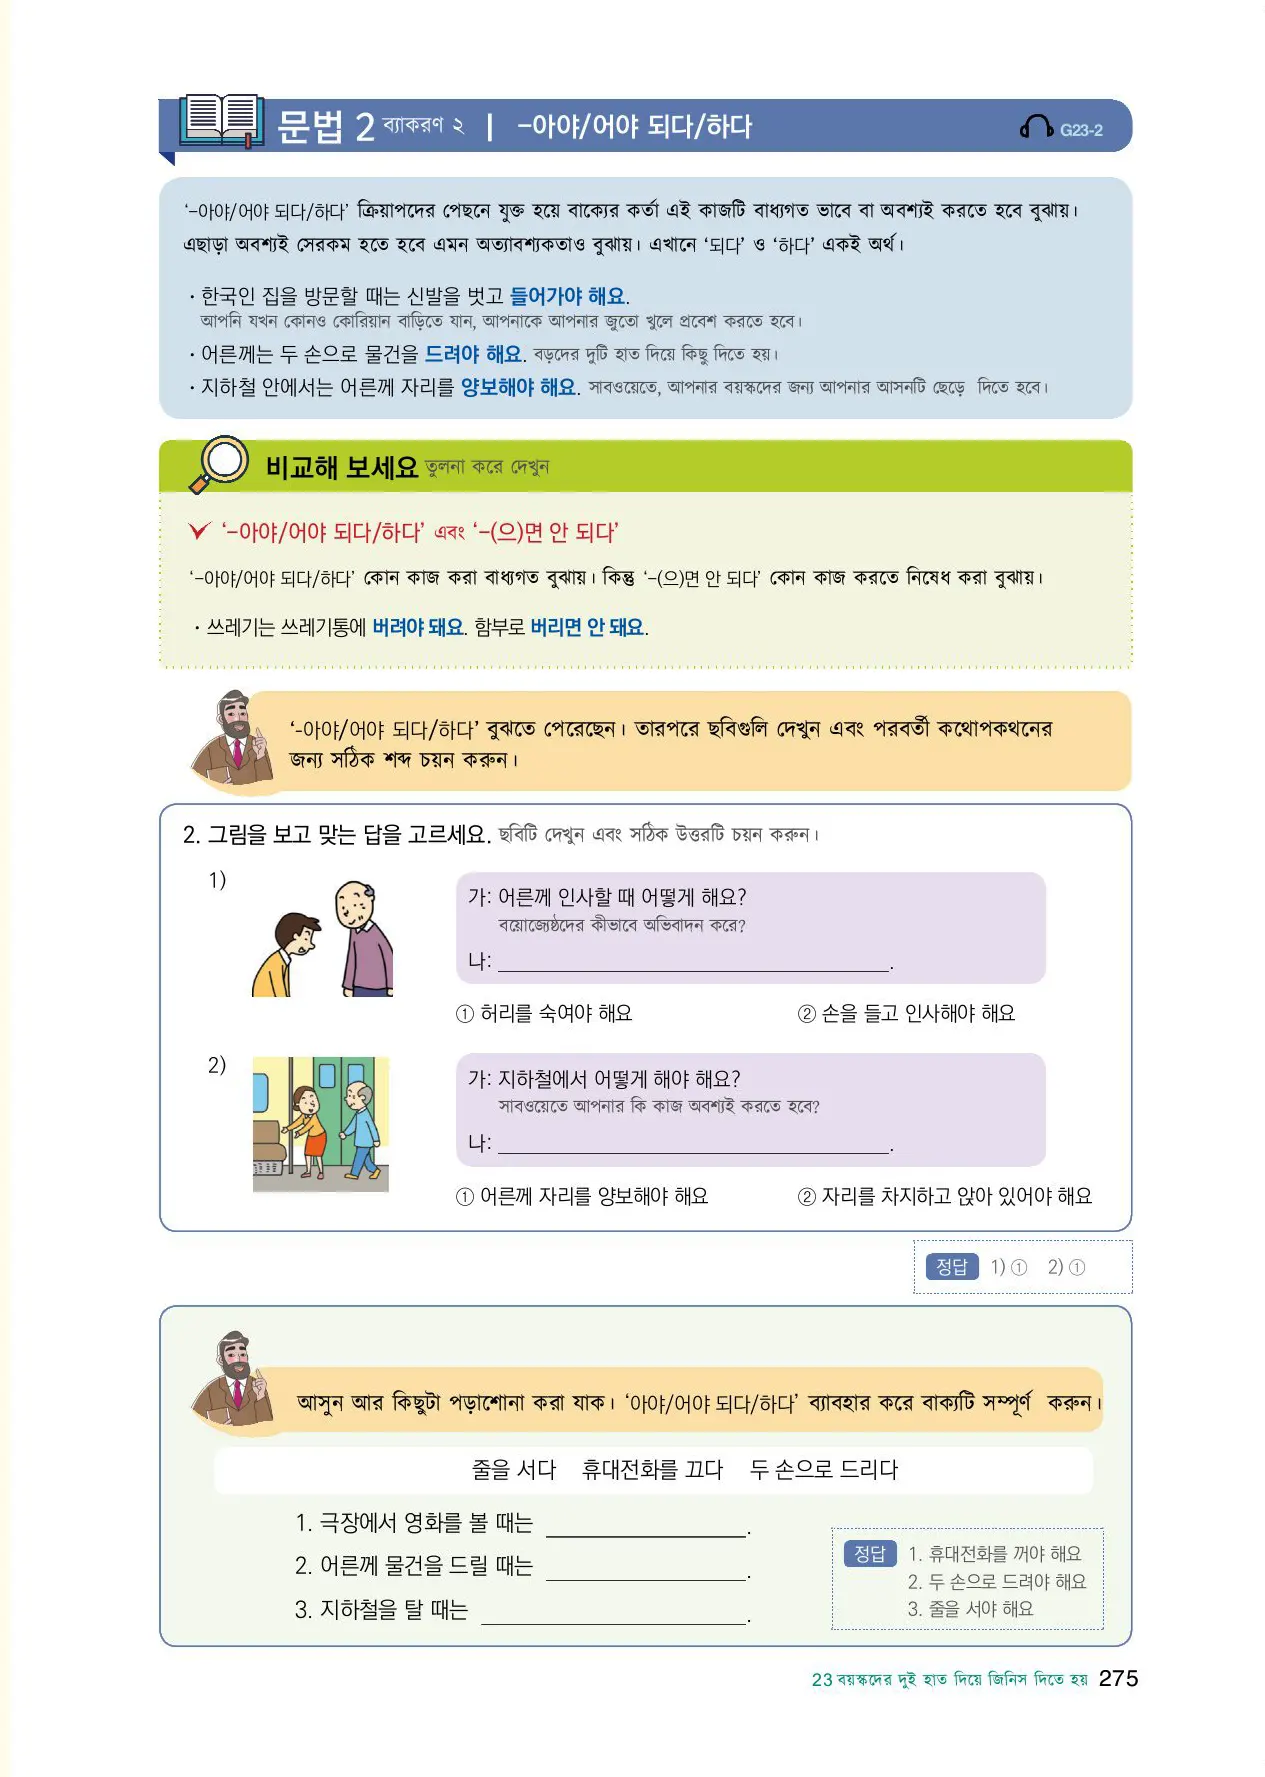 문법 2 ব্যাকরণ ২ | -아야/어야 되다/하다
G23-2
‘-아야/어야 되다/하다’ ক্রিয়াপদের পেছনে যুক্ত হয়ে বাক্যের কর্তা এই কাজটি বাধ্যগত ভাবে বা অবশ্যই করতে হবে বুঝায়।
এছাড়া অবশ্যই সেরকম হতে হবে এমন অত্যাবশ্যকতাও বুঝায়। এখানে ‘되다’ ও ‘하다’ একই অর্থ।
· 한국인 집을 방문할 때는 신발을 벗고 들어가야 해요.
আপনি যখন কোনও কোরিয়ান বাড়িতে যান, আপনাকে আপনার জুতো খুলে প্রবেশ করতে হবে।
· 어른께는 두 손으로 물건을 드려야 해요. বড়দের দুটি হাত দিয়ে কিছু দিতে হয়।
· 지하철 안에서는 어른께 자리를 양보해야 해요. সাবওয়েতে, আপনার বয়স্কদের জন্য আপনার আসনটি ছেড়ে দিতে হবে।
비교해 보세요 তুলনা করে দেখুন
‘-아야/어야 되다/하다’ এবং ‘-(으)면 안 되다’
‘-아야/어야 되다/하다’ কোন কাজ করা বাধ্যগত বুঝায়। কিন্তু ‘-(으)면 안 되다’ কোন কাজ করতে নিষেধ করা বুঝায়।
· 쓰레기는 쓰레기통에 버려야 돼요. 함부로 버리면 안 돼요.
‘-아야/어야 되다/하다’ বুঝতে পেরেছেন। তারপরে ছবিগুলি দেখুন এবং পরবর্তী কথোপকথনের
জন্য সঠিক শব্দ চয়ন করুন।
2. 그림을 보고 맞는 답을 고르세요. ছবিটি দেখুন এবং সঠিক উত্তরটি চয়ন করুন।
1)
가: 어른께 인사할 때 어떻게 해요?
বয়োজ্যেষ্ঠদের কীভাবে অভিবাদন করে?
나: ____________________.
① 허리를 숙여야 해요 ② 손을 들고 인사해야 해요
2)
가: 지하철에서 어떻게 해야 해요?
সাবওয়েতে আপনার কি কাজ অবশ্যই করতে হবে?
나: ____________________.
① 어른께 자리를 양보해야 해요 ② 자리를 차지하고 앉아 있어야 해요
정답 1) ① 2) ①
আসুন আর কিছুটা পড়াশোনা করা যাক। ‘아야/어야 되다/하다’ ব্যাবহার করে বাক্যটি সম্পূর্ণ করুন।
줄을 서다 휴대전화를 끄다 두 손으로 드리다
1. 극장에서 영화를 볼 때는 ____________________.
2. 어른께 물건을 드릴 때는 ____________________.
3. 지하철을 탈 때는 ____________________.
정답 1. 휴대전화를 꺼야 해요
2. 두 손으로 드려야 해요
3. 줄을 서야 해요
23 বয়স্কদের দুই হাত দিয়ে জিনিস দিতে হয় 275